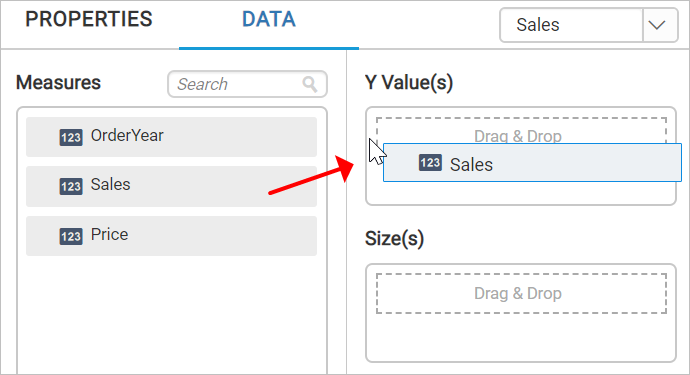 PROPERTIES
DATA
Sales
Measures
Search
123 OrderYear
123 Sales
123 Price
Y Value(s)
Drag & Drop
123 Sales
Size(s)
Drag & Drop